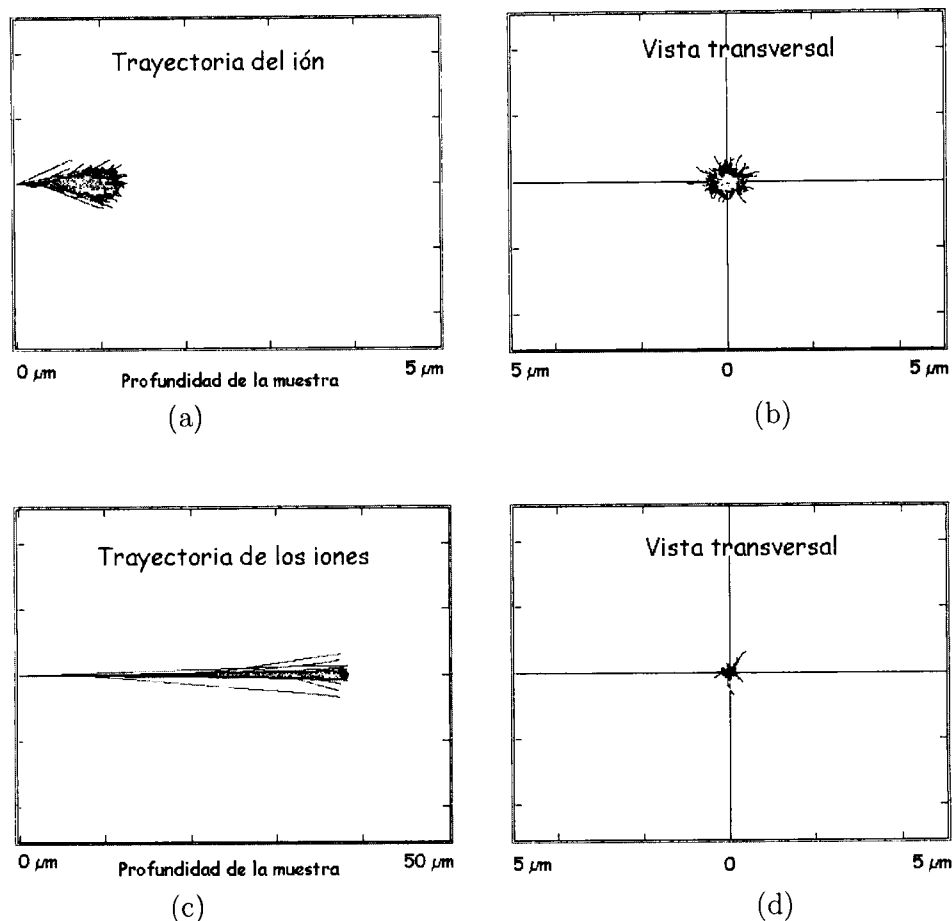 Trayectoria del ión
0 μm
5 μm
Profundidad de la muestra
(a)
Vista transversal
5 μm
0
5 μm
(b)
Trayectoria de los iones
0 μm
50 μm
Profundidad de la muestra
(c)
Vista transversal
5 μm
0
5 μm
(d)